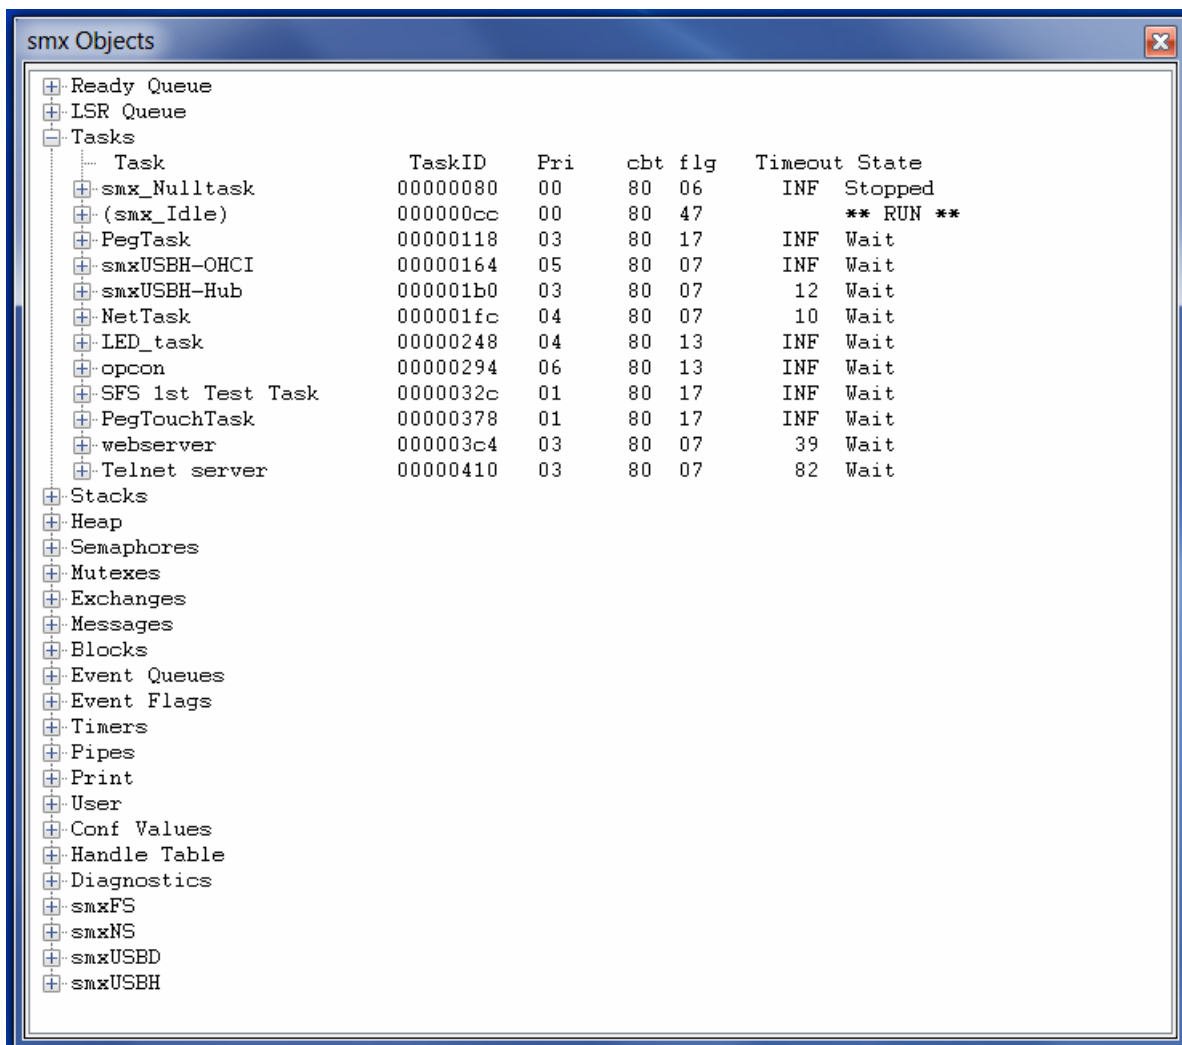 smx Objects
Ready Queue
LSR Queue
Tasks
Task TaskID Pri cbt flg Timeout State
smx_Nulltask 00000080 00 80 06 INF Stopped
(smx_Idle) 000000cc 00 80 47 ** RUN **
PegTask 00000118 03 80 17 INF Wait
smxUSBH-OHCI 00000164 05 80 07 INF Wait
smxUSBH-Hub 000001b0 03 80 07 12 Wait
NetTask 000001fc 04 80 07 10 Wait
LED_task 00000248 04 80 13 INF Wait
opcon 00000294 06 80 13 INF Wait
SFS 1st Test Task 0000032c 01 80 17 INF Wait
PegTouchTask 00000378 01 80 17 INF Wait
webserver 000003c4 03 80 07 39 Wait
Telnet server 00000410 03 80 07 82 Wait
Stacks
Heap
Semaphores
Mutexes
Exchanges
Messages
Blocks
Event Queues
Event Flags
Timers
Pipes
Print
User
Conf Values
Handle Table
Diagnostics
smxFS
smxNS
smxUSBD
smxUSBH